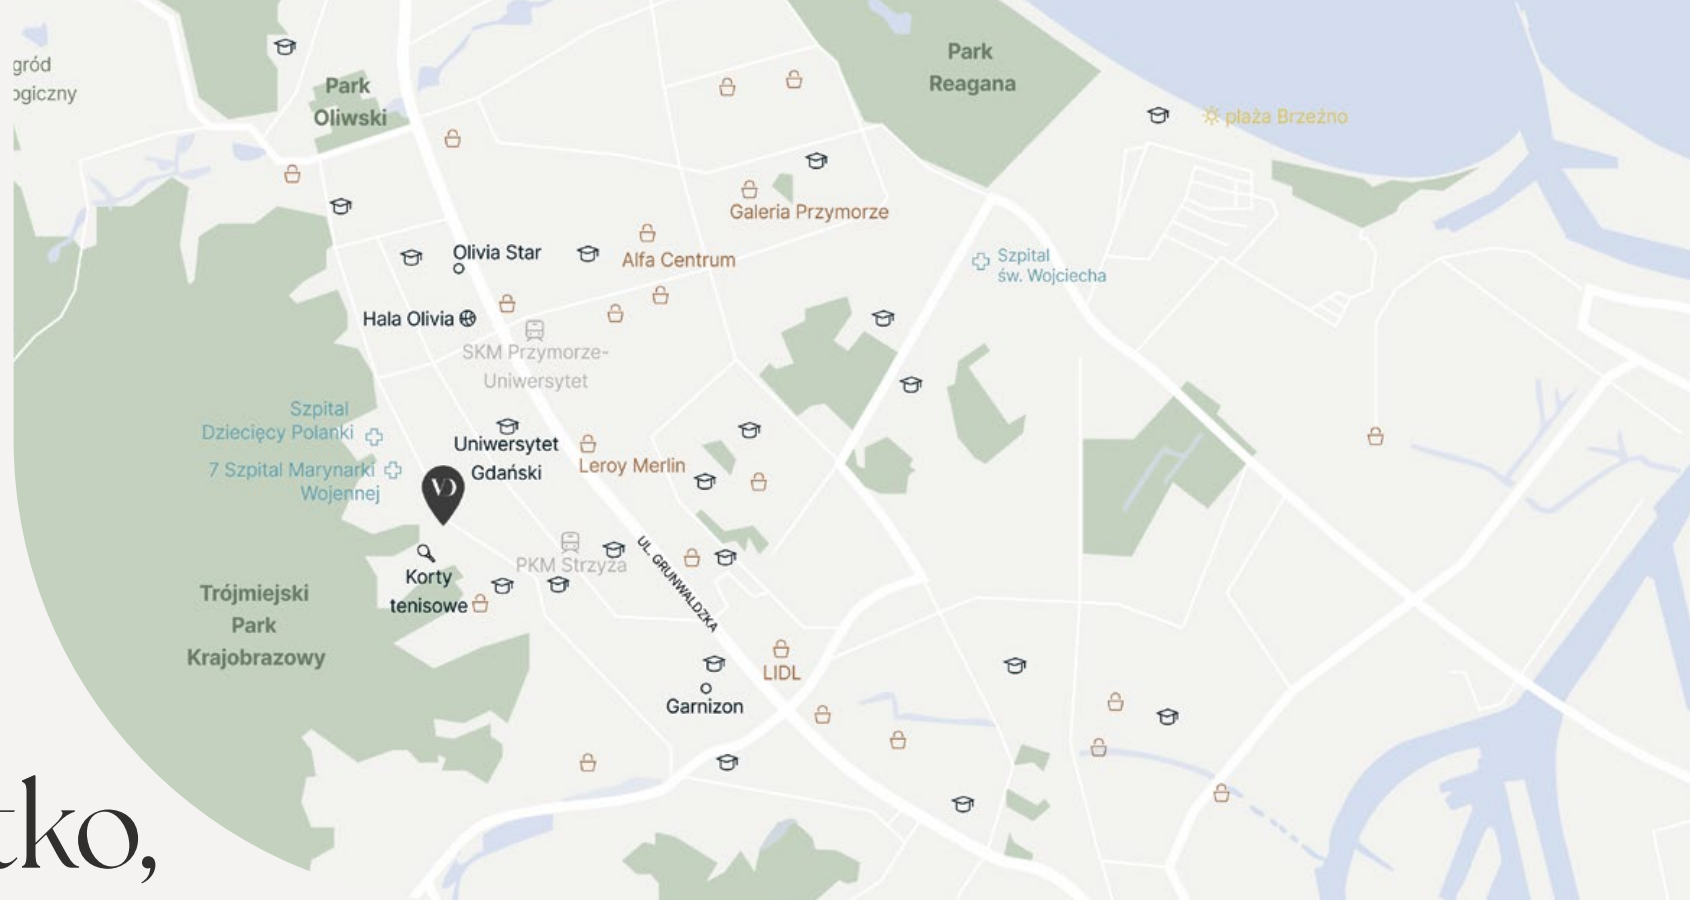 gród
ogiczny
Park
Oliwski
Park
Reagana
plaża Brzeźno
Galeria Przymorze
Olivia Star
Alfa Centrum
Szpital
św. Wojciecha
Hala Olivia
SKM Przymorze-
Uniwersytet
Szpital
Dziecięcy Polanki
Uniwersytet
Gdański
Leroy Merlin
7 Szpital Marynarki
Wojennej
VD
PKM Strzyża
UL. GRUNWALDZKA
Korty
tenisowe
Trójmiejski
Park
Krajobrazowy
LIDL
Garnizon
tko,